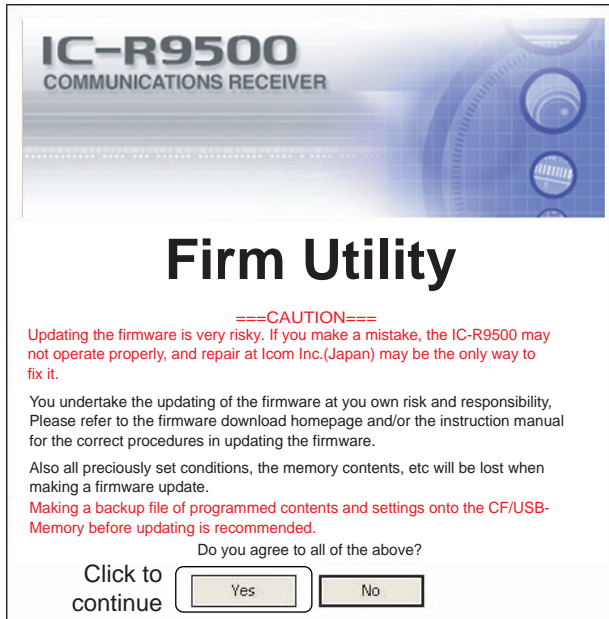 IC-R9500
COMMUNICATIONS RECEIVER
Firm Utility
===CAUTION===
Updating the firmware is very risky. If you make a mistake, the IC-R9500 may
not operate properly, and repair at Icom Inc.(Japan) may be the only way to
fix it.
You undertake the updating of the firmware at you own risk and responsibility,
Please refer to the firmware download homepage and/or the instruction manual
for the correct procedures in updating the firmware.
Also all preciously set conditions, the memory contents, etc will be lost when
making a firmware update.
Making a backup file of programmed contents and settings onto the CF/USB-
Memory before updating is recommended.
Do you agree to all of the above?
Click to
continue
Yes
No